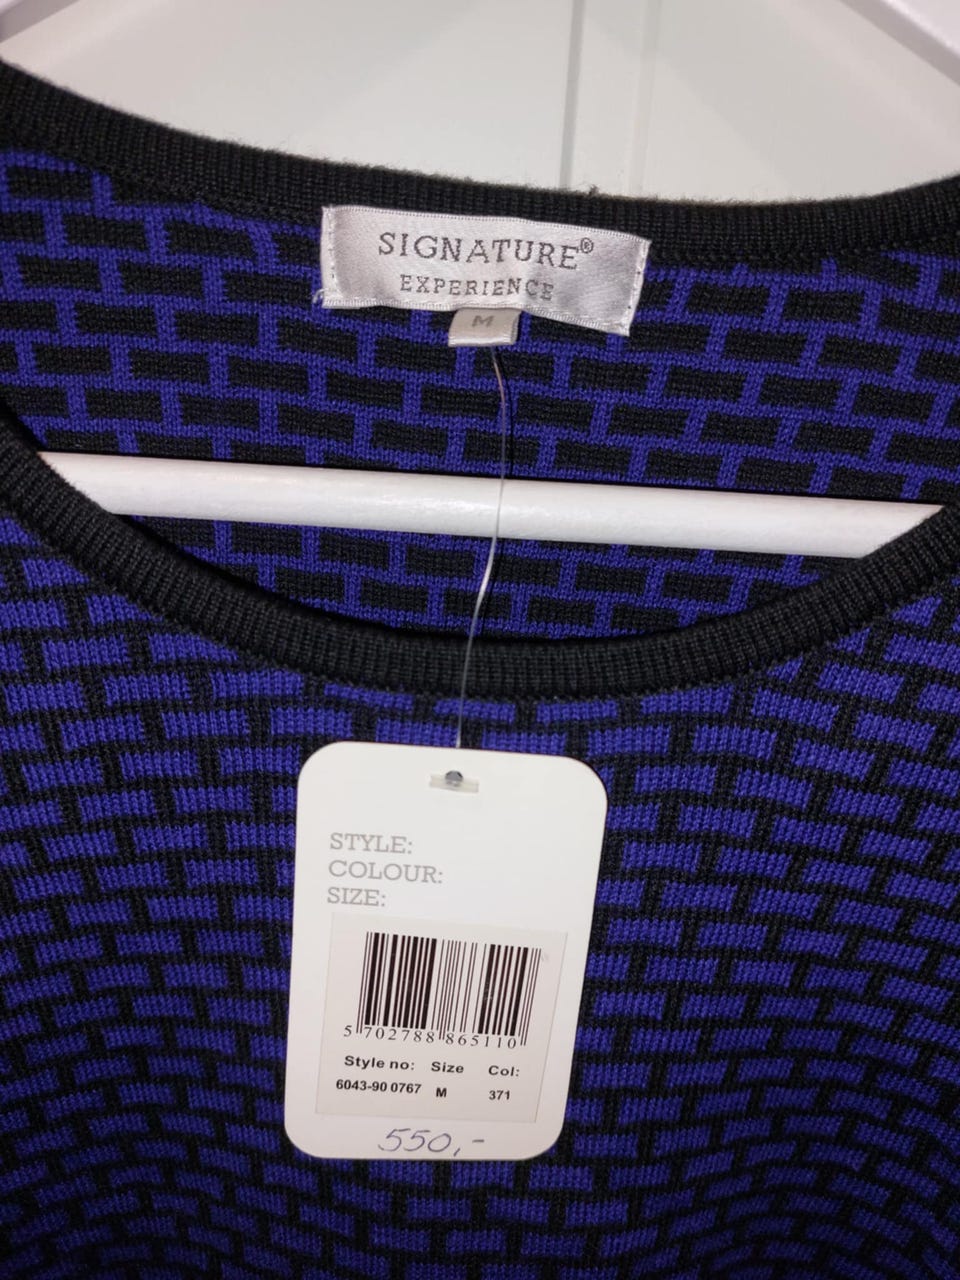 SIGNATURE®
EXPERIENCE
M
STYLE:
COLOUR:
SIZE:
5 702788 865110
Style no: Size Col:
6043-90 0767 M 371
550,-